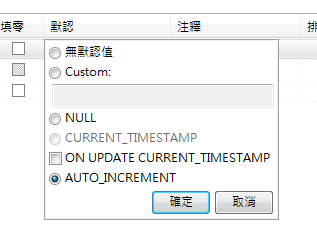 填零 默認 注釋 排
無默認值
Custom:
NULL
CURRENT_TIMESTAMP
ON UPDATE CURRENT_TIMESTAMP
AUTO_INCREMENT
確定 取消